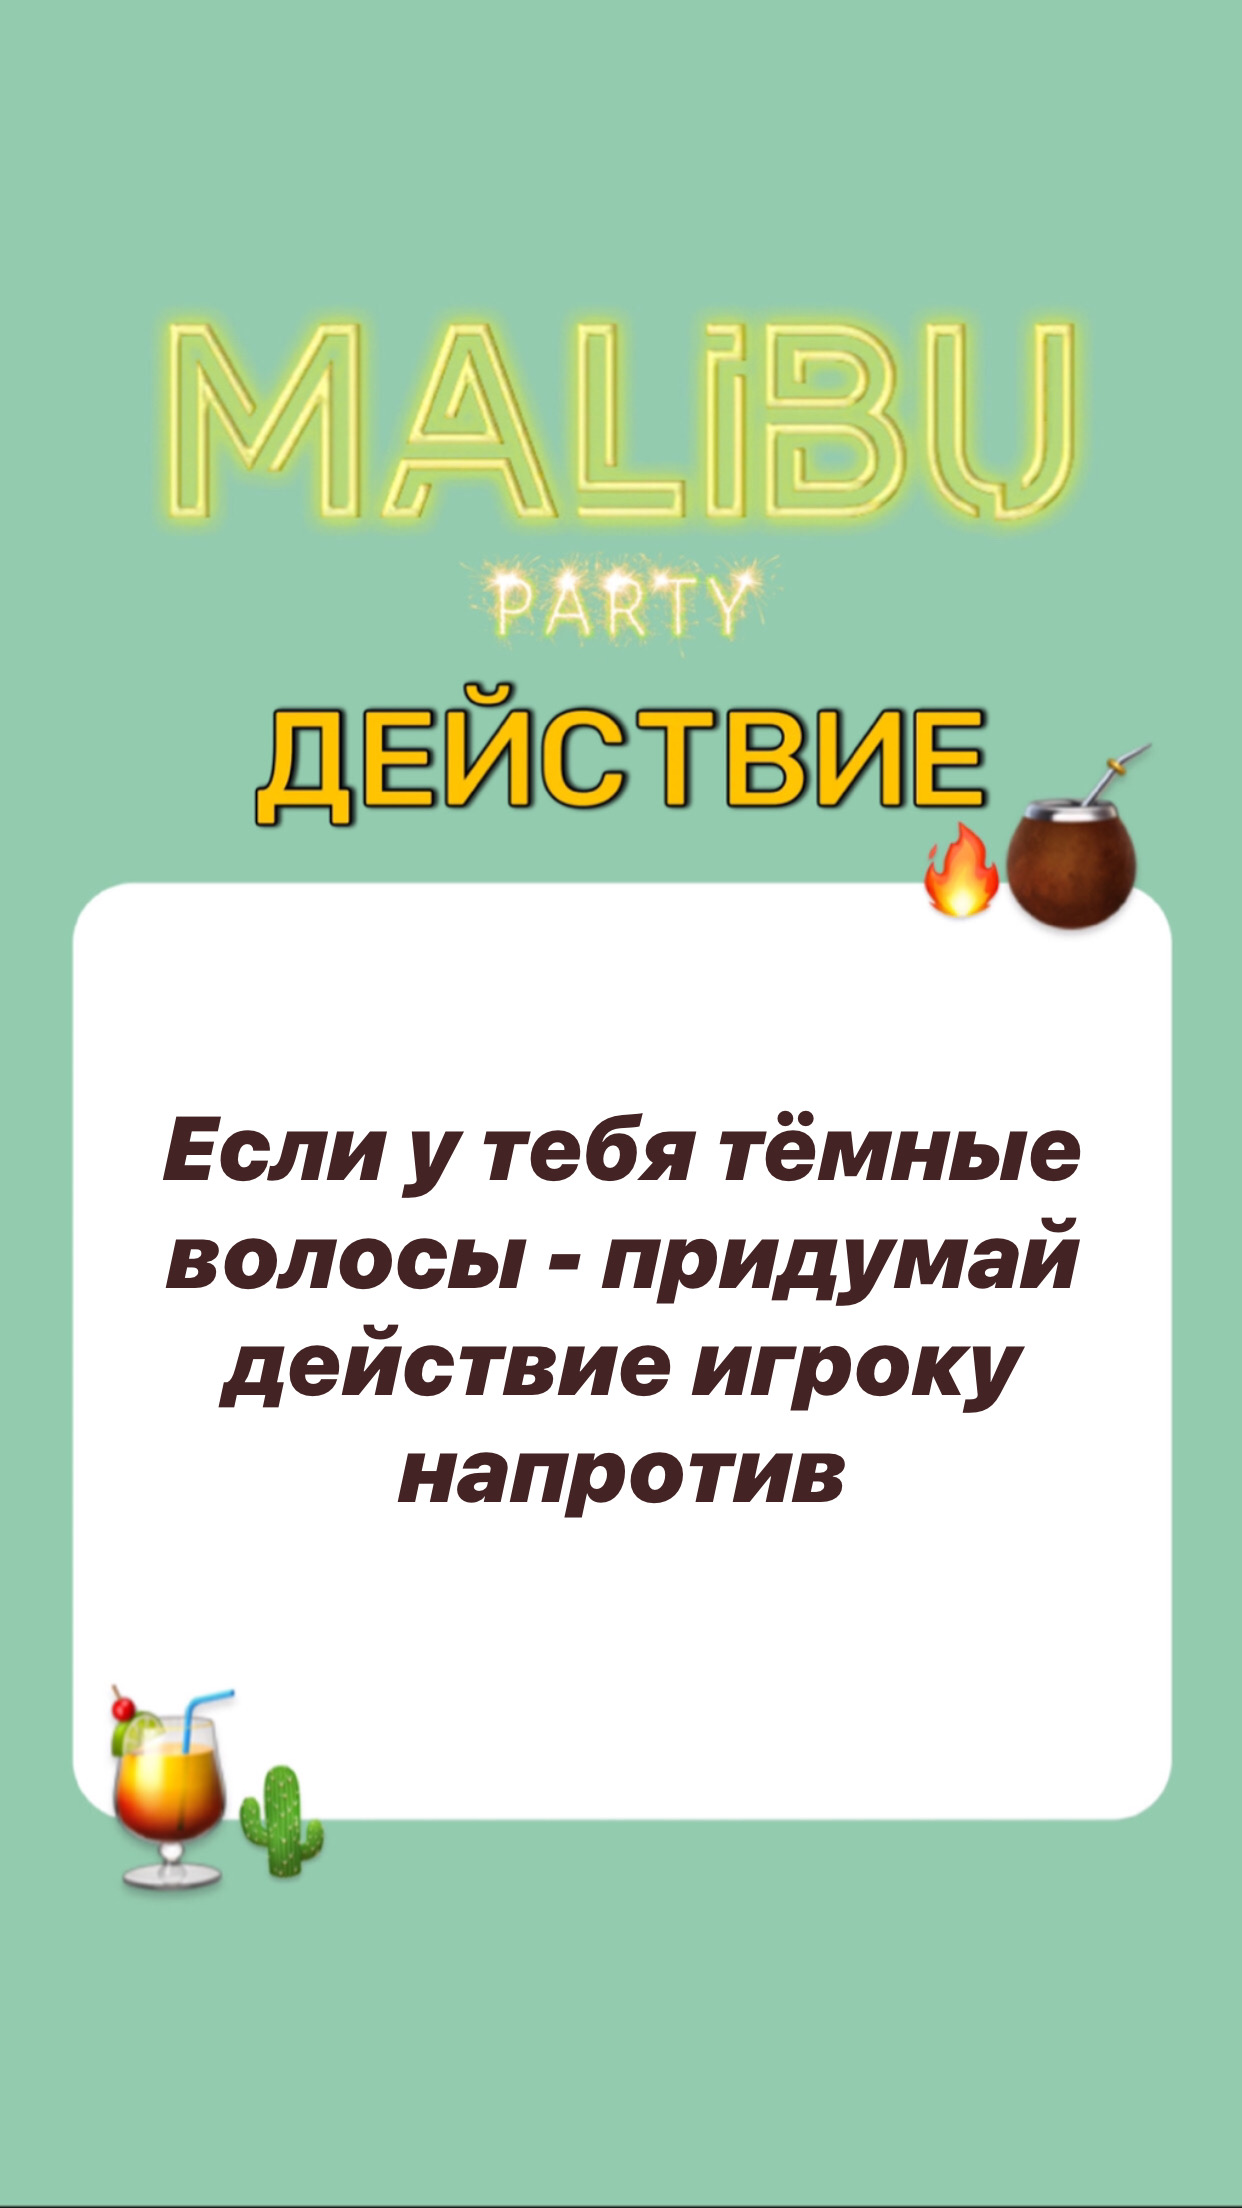 MALiBU
PARTY
ДЕЙСТВИЕ
Если у тебя тёмные
волосы - придумай
действие игроку
напротив